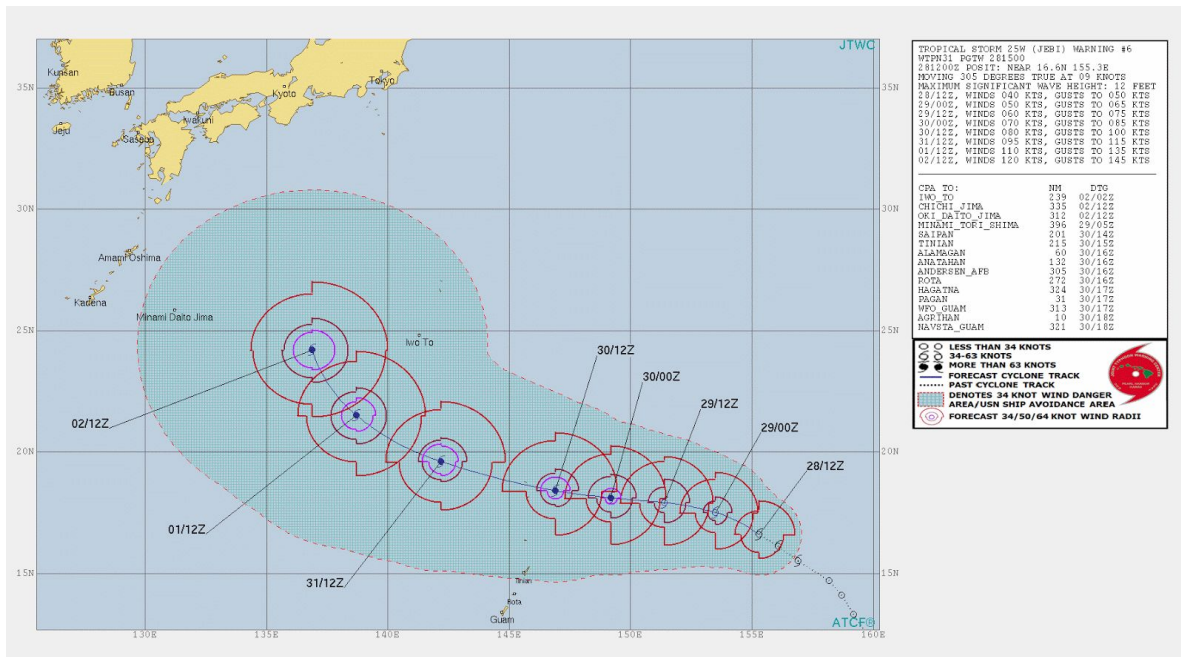 JTWC
Kunsan
Busan
Jeju
Sasebo
Iwakuni
Kyoto
Tokyo
35N
35N
30N
30N
Amami Oshima
Kadena
Minami Daito Jima
Iwo To
25N
25N
30/12Z
30/00Z
29/12Z
29/00Z
28/12Z
02/12Z
20N
20N
01/12Z
31/12Z
15N
15N
Tinian
Rota
Guam
ATCF®
130E
135E
140E
145E
150E
155E
160E
TROPICAL STORM 25W (JEBI) WARNING #6
WTPN31 PGTW 281500
281200Z POSIT: NEAR 16.6N 155.3E
MOVING 305 DEGREES TRUE AT 09 KNOTS
MAXIMUM SIGNIFICANT WAVE HEIGHT: 12 FEET
28/12Z, WINDS 040 KTS, GUSTS TO 050 KTS
29/00Z, WINDS 050 KTS, GUSTS TO 065 KTS
29/12Z, WINDS 060 KTS, GUSTS TO 075 KTS
30/00Z, WINDS 070 KTS, GUSTS TO 085 KTS
30/12Z, WINDS 080 KTS, GUSTS TO 100 KTS
31/12Z, WINDS 095 KTS, GUSTS TO 115 KTS
01/12Z, WINDS 110 KTS, GUSTS TO 135 KTS
02/12Z, WINDS 120 KTS, GUSTS TO 145 KTS
CPA TO: NM DTG
IWO_TO 239 02/02Z
CHICHI_JIMA 335 02/12Z
OKI_DAITO_JIMA 312 02/12Z
MINAMI_TORI_SHIMA 396 29/05Z
SAIPAN 201 30/14Z
TINIAN 215 30/15Z
ALAMAGAN 60 30/16Z
ANATAHAN 132 30/16Z
ANDERSEN_AFB 305 30/16Z
ROTA 272 30/16Z
HAGATNA 324 30/17Z
PAGAN 31 30/17Z
WFO_GUAM 313 30/17Z
AGRIHAN 10 30/18Z
NAVSTA_GUAM 321 30/18Z
LESS THAN 34 KNOTS
34-63 KNOTS
MORE THAN 63 KNOTS
FORECAST CYCLONE TRACK
PAST CYCLONE TRACK
DENOTES 34 KNOT WIND DANGER
AREA/USN SHIP AVOIDANCE AREA
FORECAST 34/50/64 KNOT WIND RADII